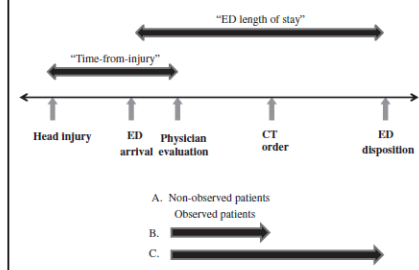 “ED length of stay”
“Time-from-injury”
Head injury
ED
arrival
Physician
evaluation
CT
order
ED
disposition
A. Non-observed patients
Observed patients
B.
C.